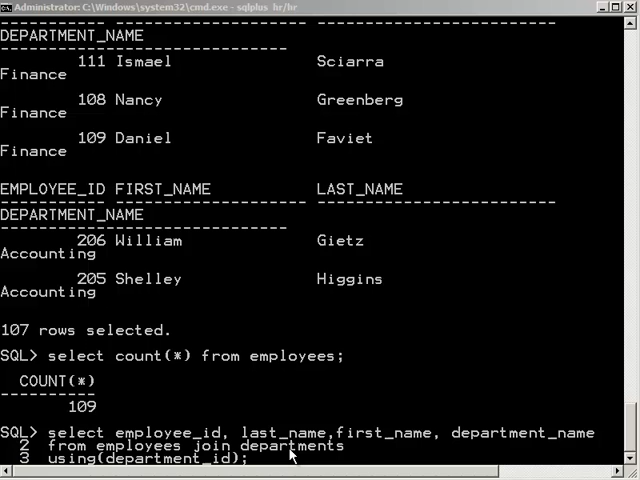 Administrator: C:\Windows\system32\cmd.exe - sqlplus hr/hr
DEPARTMENT_NAME
------------------------------
111 Ismael Sciarra
Finance
108 Nancy Greenberg
Finance
109 Daniel Faviet
Finance
EMPLOYEE_ID FIRST_NAME LAST_NAME
----------- -------------------- -------------------------
DEPARTMENT_NAME
------------------------------
206 William Gietz
Accounting
205 Shelley Higgins
Accounting
107 rows selected.
SQL> select count(*) from employees;
COUNT(*)
----------
109
SQL> select employee_id, last_name,first_name, department_name
2 from employees join departments
3 using(department_id);